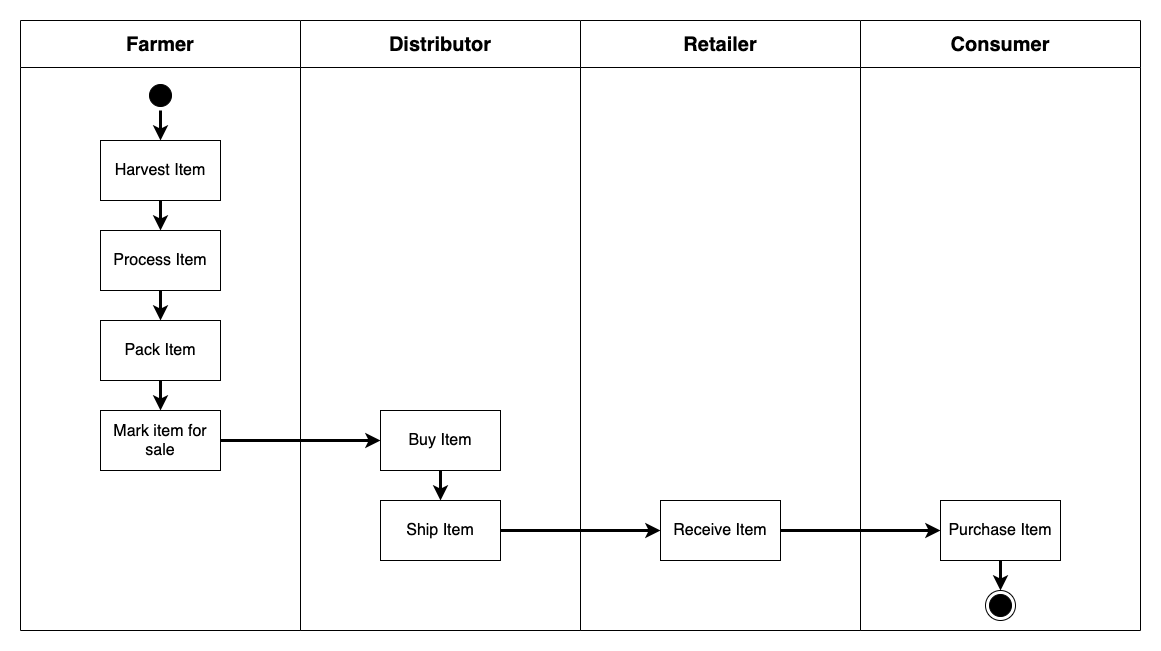 Farmer
Distributor
Retailer
Consumer
Harvest Item
Process Item
Pack Item
Mark item for
sale
Buy Item
Ship Item
Receive Item
Purchase Item